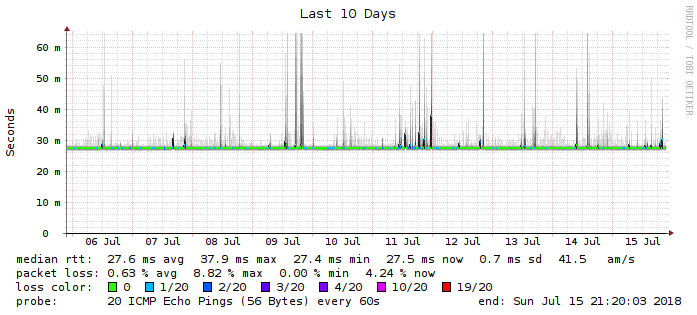 Last 10 Days
RRDTOOL / TOBI OETIKER
Seconds
60 m
50 m
40 m
30 m
20 m
10 m
0
06 Jul 07 Jul 08 Jul 09 Jul 10 Jul 11 Jul 12 Jul 13 Jul 14 Jul 15 Jul
median rtt: 27.6 ms avg 37.9 ms max 27.4 ms min 27.5 ms now 0.7 ms sd 41.5 am/s
packet loss: 0.63 % avg 8.82 % max 0.00 % min 4.24 % now
loss color: 0 1/20 2/20 3/20 4/20 10/20 19/20
probe: 20 ICMP Echo Pings (56 Bytes) every 60s end: Sun Jul 15 21:20:03 2018